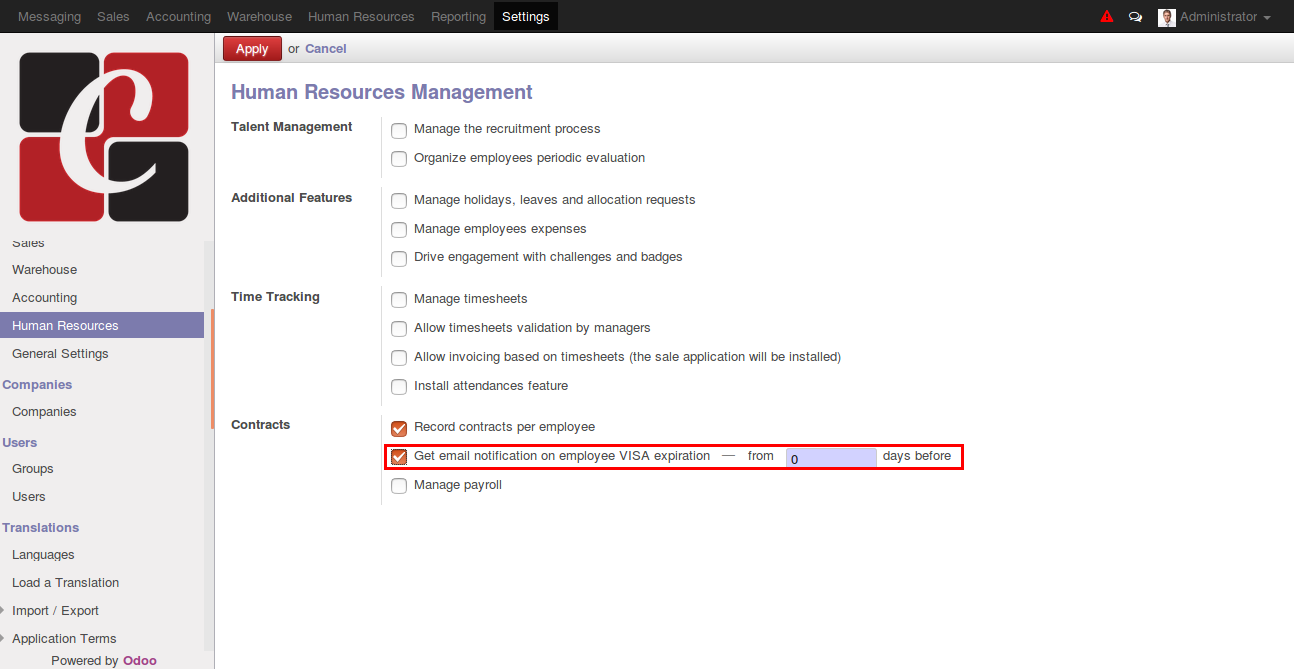 Messaging Sales Accounting Warehouse Human Resources Reporting Settings Administrator
Apply or Cancel
C
Sales
Warehouse
Accounting
Human Resources
General Settings
Companies
Companies
Users
Groups
Users
Translations
Languages
Load a Translation
Import / Export
Application Terms
Powered by Odoo
Human Resources Management
Talent Management
Manage the recruitment process
Organize employees periodic evaluation
Additional Features
Manage holidays, leaves and allocation requests
Manage employees expenses
Drive engagement with challenges and badges
Time Tracking
Manage timesheets
Allow timesheets validation by managers
Allow invoicing based on timesheets (the sale application will be installed)
Install attendances feature
Contracts
Record contracts per employee
Get email notification on employee VISA expiration — from 0 days before
Manage payroll